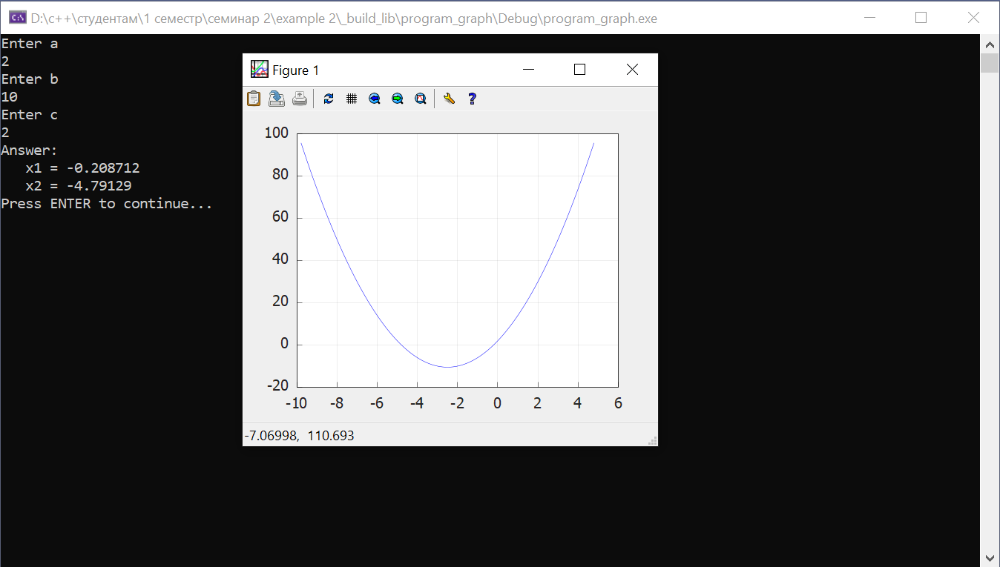 D:\c++\студентам\1 семестр\семинар 2\example 2\_build_lib\program_graph\Debug\program_graph.exe
Enter a
2
Enter b
10
Enter c
2
Answer:
x1 = -0.208712
x2 = -4.79129
Press ENTER to continue...
Figure 1
100
80
60
40
20
0
-20
-10 -8 -6 -4 -2 0 2 4 6
-7.06998, 110.693